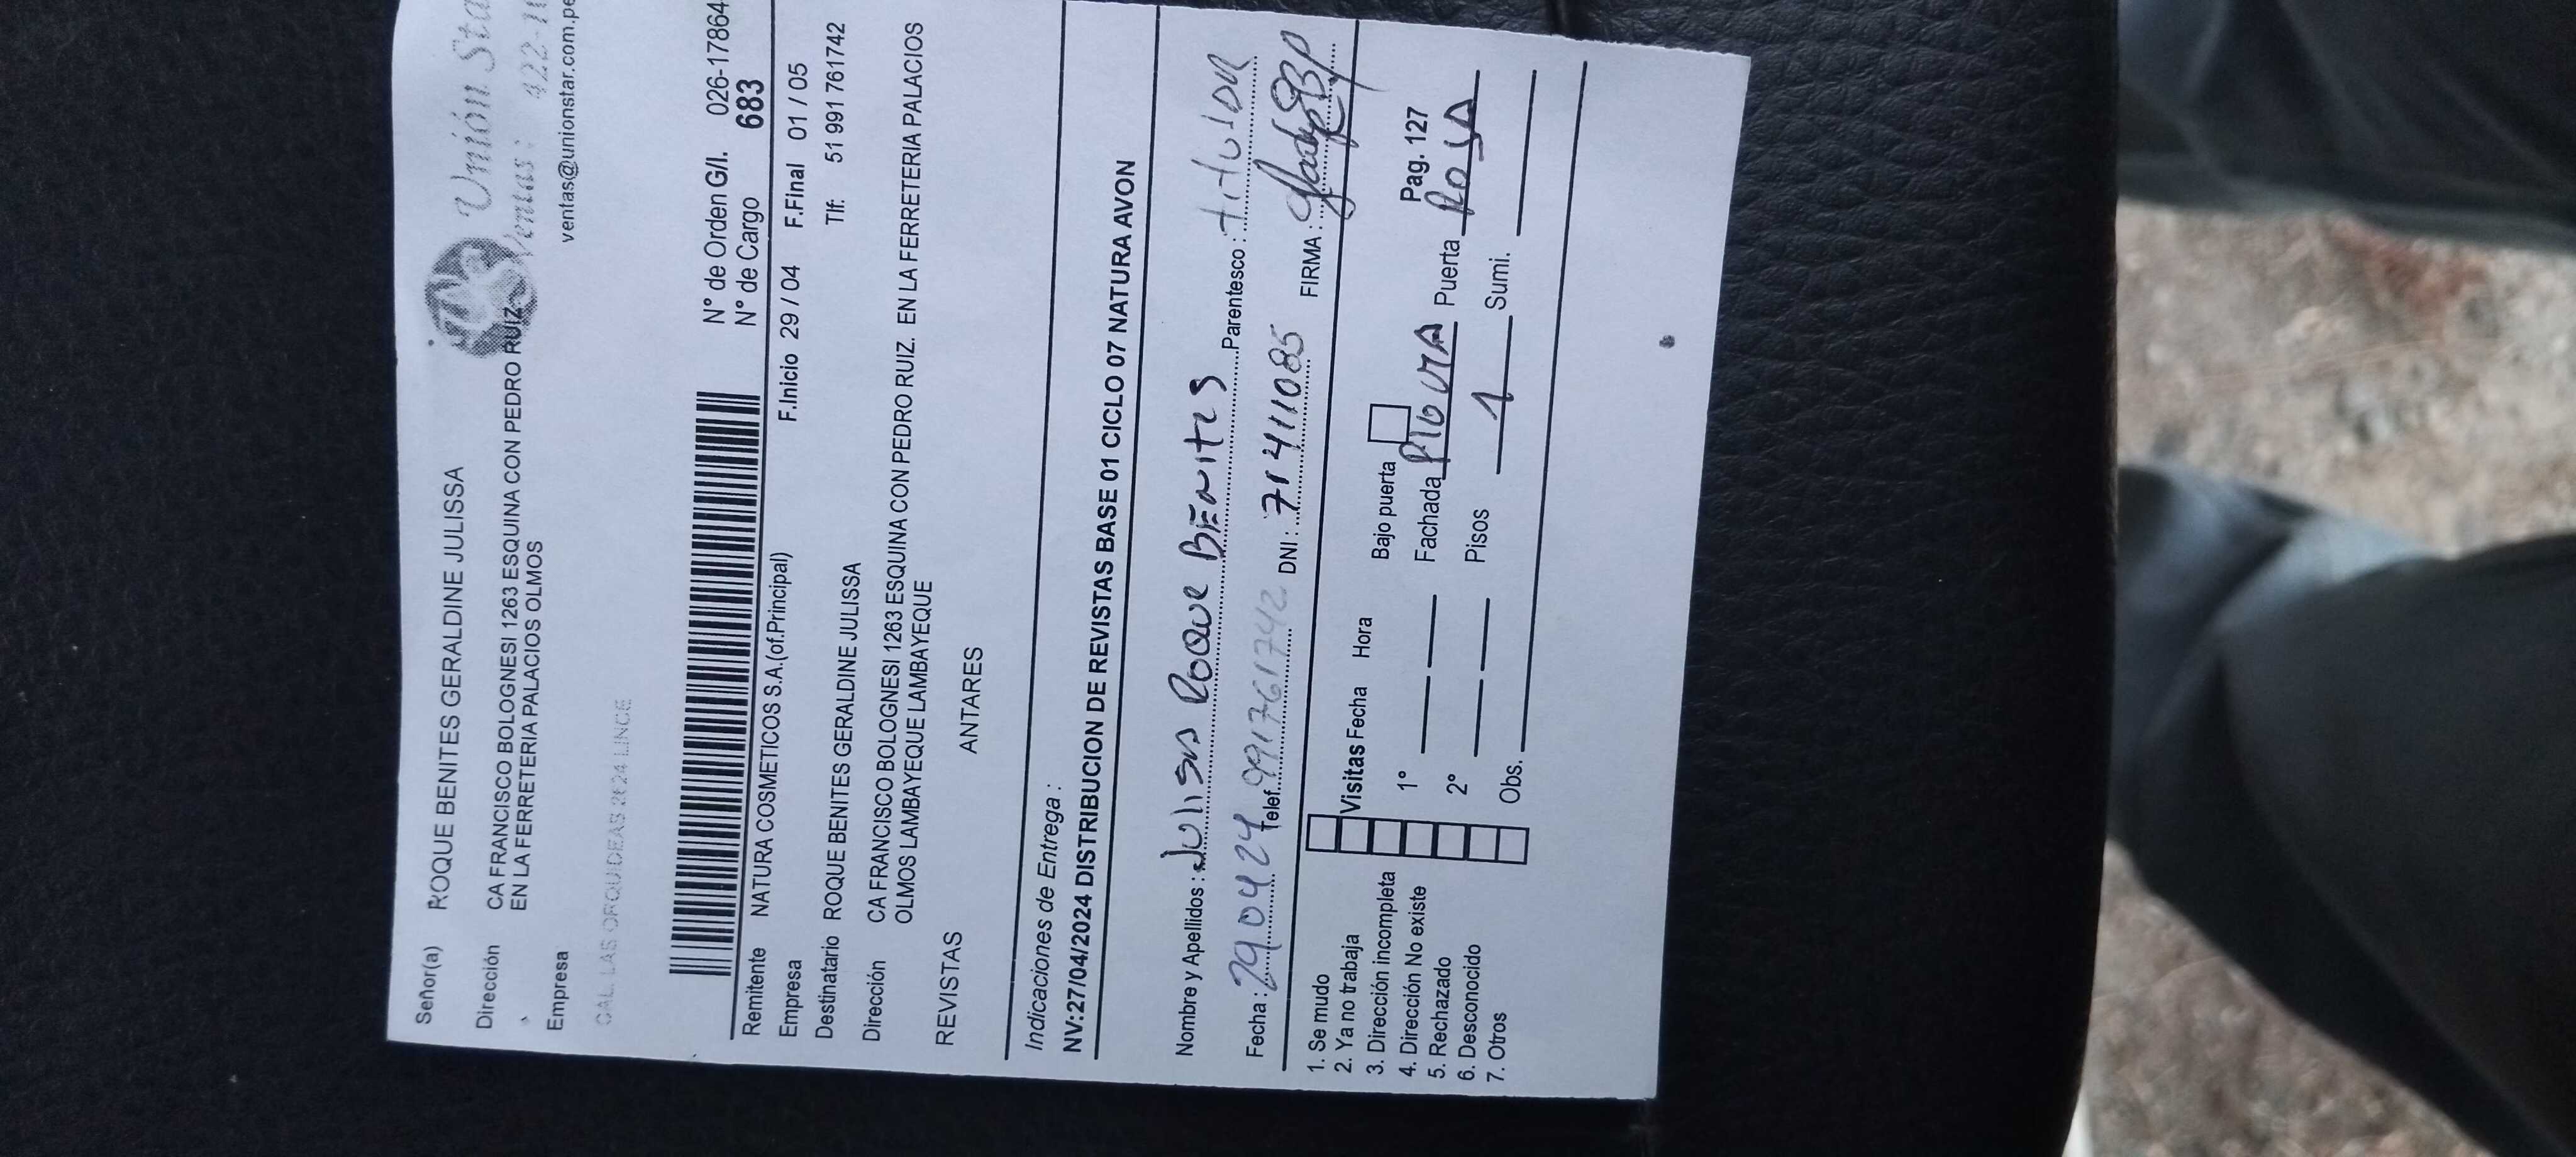 Unión Sta
Ventas: 422-1
ventas@unionstar.com.pe
Señor(a) ROQUE BENITES GERALDINE JULISSA
Dirección CA FRANCISCO BOLOGNESI 1263 ESQUINA CON PEDRO RUIZ.
EN LA FERRETERIA PALACIOS OLMOS
Empresa
CAL. LAS ORQUIDEAS 2624 LINCE
N° de Orden G/I. 026-17864
N° de Cargo 683
Remitente NATURA COSMETICOS S.A.(of.Principal)
Empresa F.Inicio 29 / 04 F.Final 01 / 05
Destinatario ROQUE BENITES GERALDINE JULISSA Tlf: 51 991 761742
Dirección CA FRANCISCO BOLOGNESI 1263 ESQUINA CON PEDRO RUIZ. EN LA FERRETERIA PALACIOS
OLMOS LAMBAYEQUE LAMBAYEQUE
REVISTAS ANTARES
Indicaciones de Entrega :
NV:27/04/2024 DISTRIBUCION DE REVISTAS BASE 01 CICLO 07 NATURA AVON
Nombre y Apellidos : Julisa Roque Benites Parentesco : titular
Fecha : 29 04 24 Telef. 991761742 DNI : 71411085 FIRMA :
1. Se mudo
2. Ya no trabaja
3. Dirección incompleta
4. Dirección No existe
5. Rechazado
6. Desconocido
7. Otros
Visitas Fecha Hora Bajo puerta Pag. 127
1° Fachada Puerta ROSA
2° Pisos 1 Sumi.
Obs.